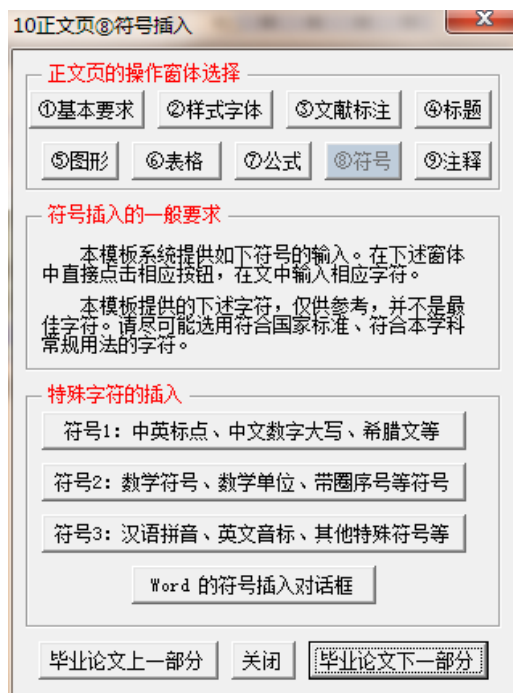 10正文页⑧符号插入
正文页的操作窗体选择
①基本要求 ②样式字体 ③文献标注 ④标题
⑤图形 ⑥表格 ⑦公式 ⑧符号 ⑨注释
符号插入的一般要求
本模板系统提供如下符号的输入。在下述窗体
中直接点击相应按钮，在文中输入相应字符。
本模板提供的下述字符，仅供参考，并不是最
佳字符。请尽可能选用符合国家标准、符合本学科
常规用法的字符。
特殊字符的插入
符号1：中英标点、中文数字大写、希腊文等
符号2：数学符号、数学单位、带圈序号等符号
符号3：汉语拼音、英文音标、其他特殊符号等
Word 的符号插入对话框
毕业论文上一部分 关闭 毕业论文下一部分